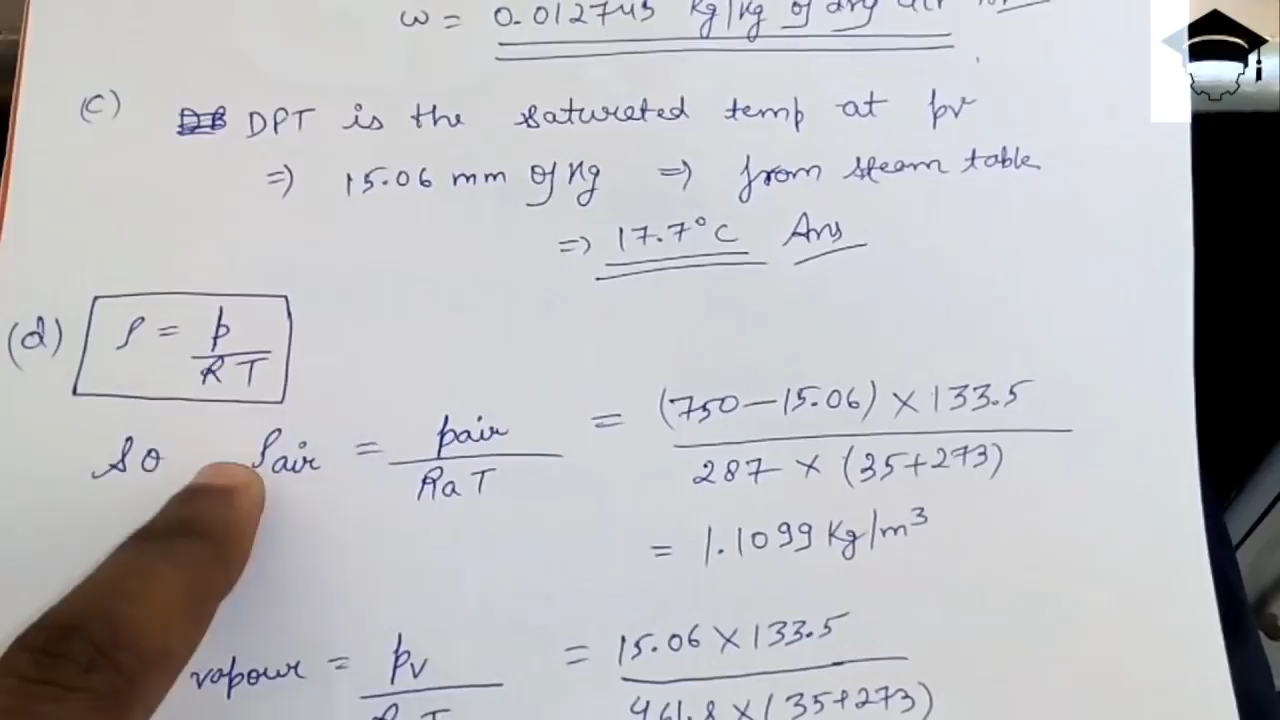 ω = 0.012745 kg/kg of dry air
(c) DPT is the saturated temp at pv
=> 15.06 mm of Hg => from steam table
=> 17.7°C Ans
(d) ρ = p / RT
So ρair = pair / RaT = (750-15.06) × 133.5 / 287 × (35+273)
= 1.1099 Kg/m³
vapour = pv / = 15.06 × 133.5 / 461.8 × (35+273)